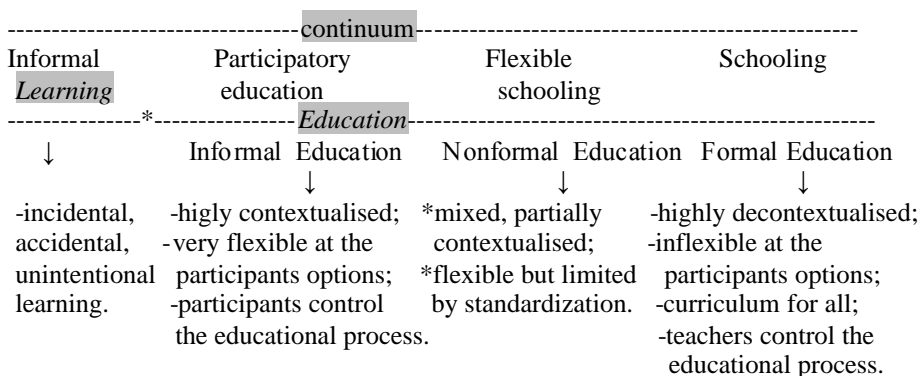 continuum
Informal Participatory Flexible Schooling
Learning education schooling
* Education
↓ Informal Education Nonformal Education Formal Education
↓ ↓ ↓
-incidental, -higly contextualised; *mixed, partially -highly decontextualised;
accidental, -very flexible at the contextualised; -inflexible at the
unintentional participants options; *flexible but limited participants options;
learning. -participants control by standardization. -curriculum for all;
the educational process. -teachers control the
educational process.